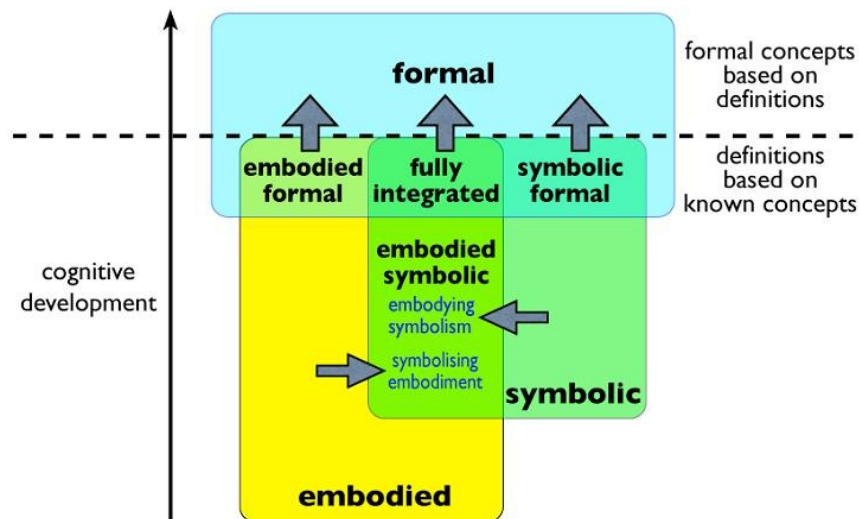 formal
formal concepts
based on
definitions
embodied
formal
fully
integrated
symbolic
formal
definitions
based on
known concepts
cognitive
development
embodied
symbolic
embodying
symbolism
symbolising
embodiment
symbolic
embodied